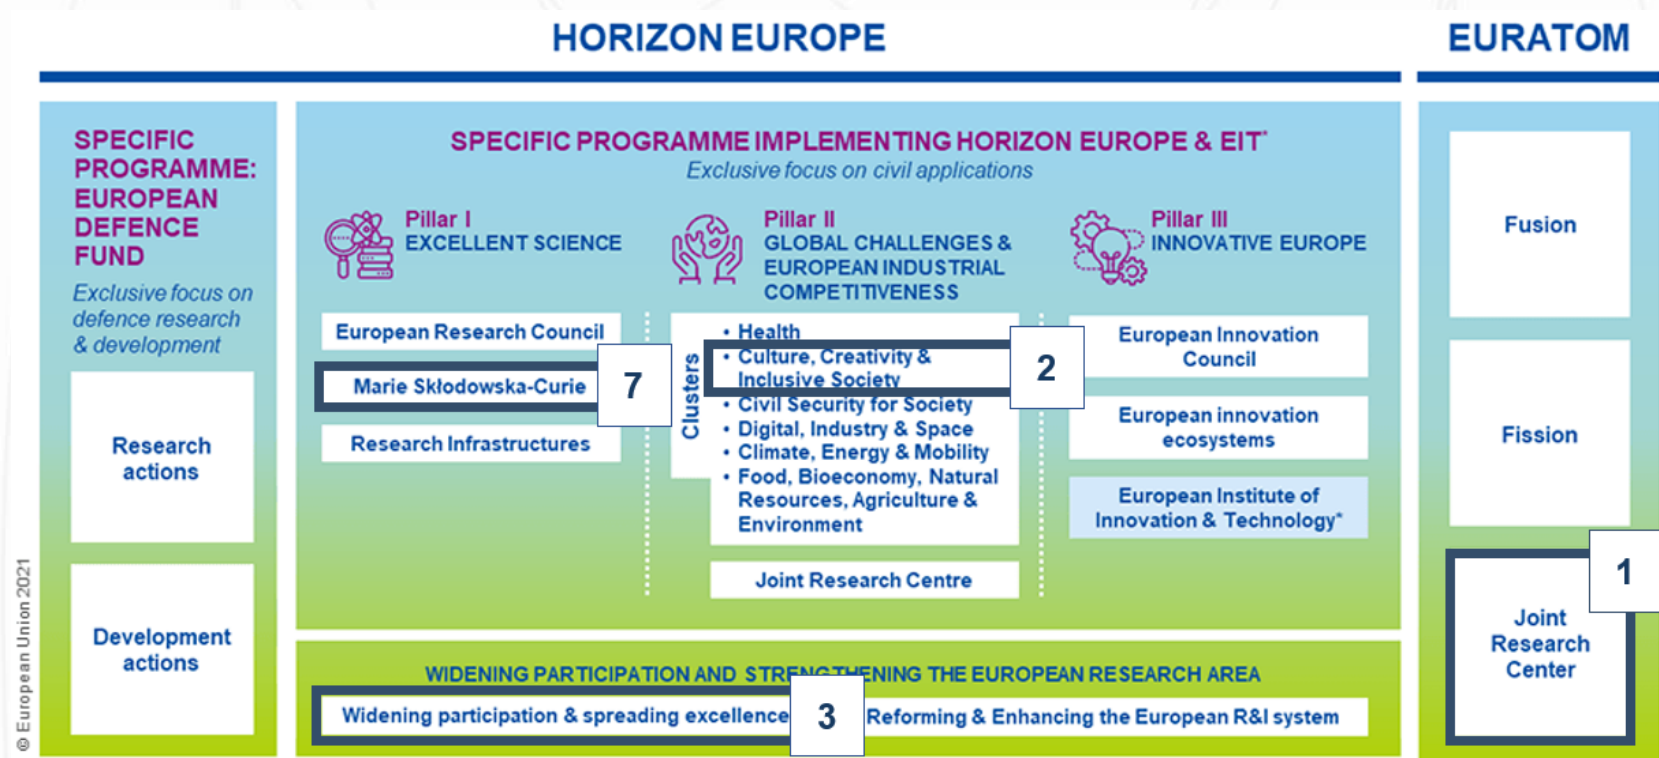 HORIZON EUROPE
EURATOM
SPECIFIC
PROGRAMME:
EUROPEAN
DEFENCE
FUND
Exclusive focus on
defence research
& development
Research
actions
Development
actions
SPECIFIC PROGRAMME IMPLEMENTING HORIZON EUROPE & EIT*
Exclusive focus on civil applications
Pillar I
EXCELLENT SCIENCE
European Research Council
Marie Skłodowska-Curie
7
Research Infrastructures
Pillar II
GLOBAL CHALLENGES &
EUROPEAN INDUSTRIAL
COMPETITIVENESS
Clusters
• Health
• Culture, Creativity &
Inclusive Society
2
• Civil Security for Society
• Digital, Industry & Space
• Climate, Energy & Mobility
• Food, Bioeconomy, Natural
Resources, Agriculture &
Environment
Joint Research Centre
Pillar III
INNOVATIVE EUROPE
European Innovation
Council
European innovation
ecosystems
European Institute of
Innovation & Technology*
WIDENING PARTICIPATION AND STRENGTHENING THE EUROPEAN RESEARCH AREA
Widening participation & spreading excellence
3
Reforming & Enhancing the European R&I system
Fusion
Fission
1
Joint
Research
Center
© European Union 2021